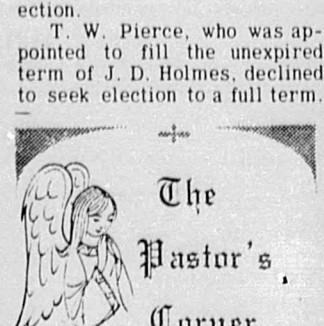 ection.
T. W. Pierce, who was ap-
pointed to fill the unexpired
term of J. D. Holmes, declined
to seek election to a full term.
The
Pastor's
Corner